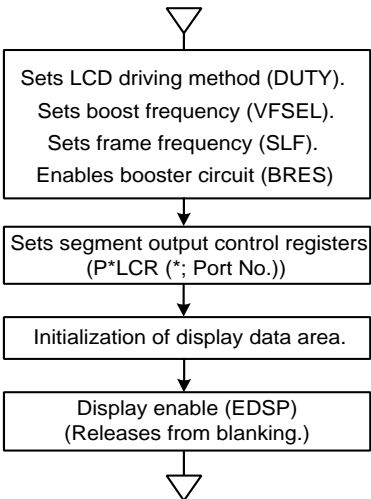 Sets LCD driving method (DUTY).
Sets boost frequency (VFSEL).
Sets frame frequency (SLF).
Enables booster circuit (BRES)
Sets segment output control registers
(P*LCR (*; Port No.))
Initialization of display data area.
Display enable (EDSP)
(Releases from blanking.)